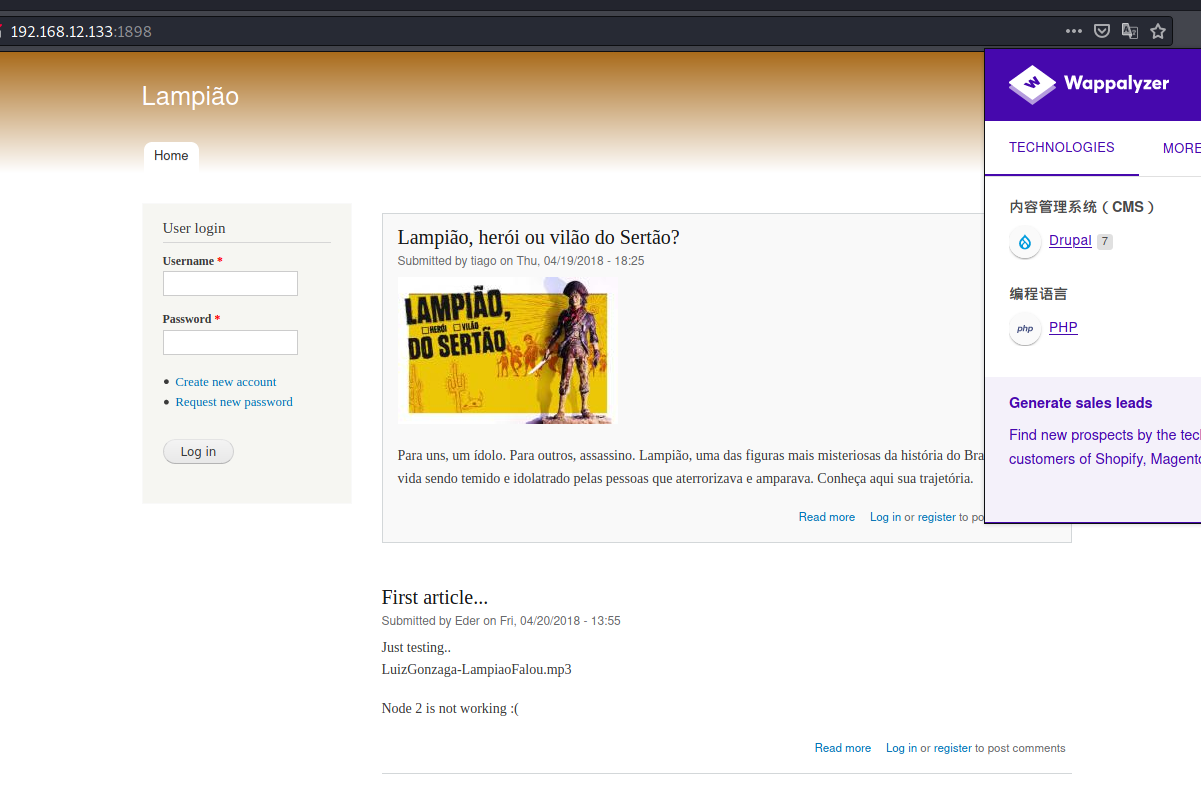 192.168.12.133:1898
Wappalyzer
TECHNOLOGIES
MORE
内容管理系统（CMS）
Drupal 7
编程语言
php PHP
Generate sales leads
Find new prospects by the tec
customers of Shopify, Magent
Lampião
Home
User login
Username *
Password *
Create new account
Request new password
Log in
Lampião, herói ou vilão do Sertão?
Submitted by tiago on Thu, 04/19/2018 - 18:25
LAMPIÃO,
HERÓI VILÃO
DO SERTÃO
Para uns, um ídolo. Para outros, assassino. Lampião, uma das figuras mais misteriosas da história do Bra
vida sendo temido e idolatrado pelas pessoas que aterrorizava e amparava. Conheça aqui sua trajetória.
Read more Log in or register to po
First article...
Submitted by Eder on Fri, 04/20/2018 - 13:55
Just testing..
LuizGonzaga-LampiaoFalou.mp3
Node 2 is not working :(
Read more Log in or register to post comments